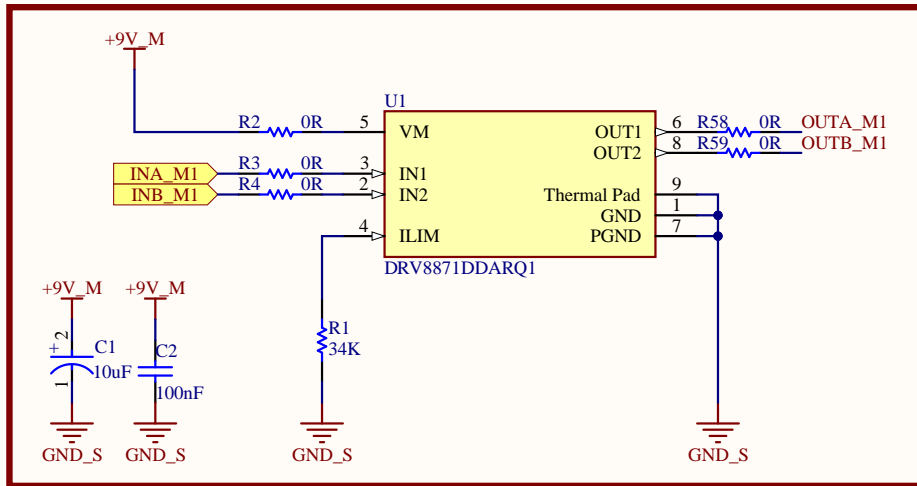 +9V_M
U1
R2 0R 5 VM
OUT1 6 R58 0R OUTA_M1
OUT2 8 R59 0R OUTB_M1
INA_M1 R3 0R 3 IN1
INB_M1 R4 0R 2 IN2
Thermal Pad 9
GND 1
4 ILIM
PGND 7
DRV8871DDARQ1
+9V_M +9V_M
R1
34K
+ 2 C1
10uF
1
C2
100nF
GND_S GND_S GND_S GND_S